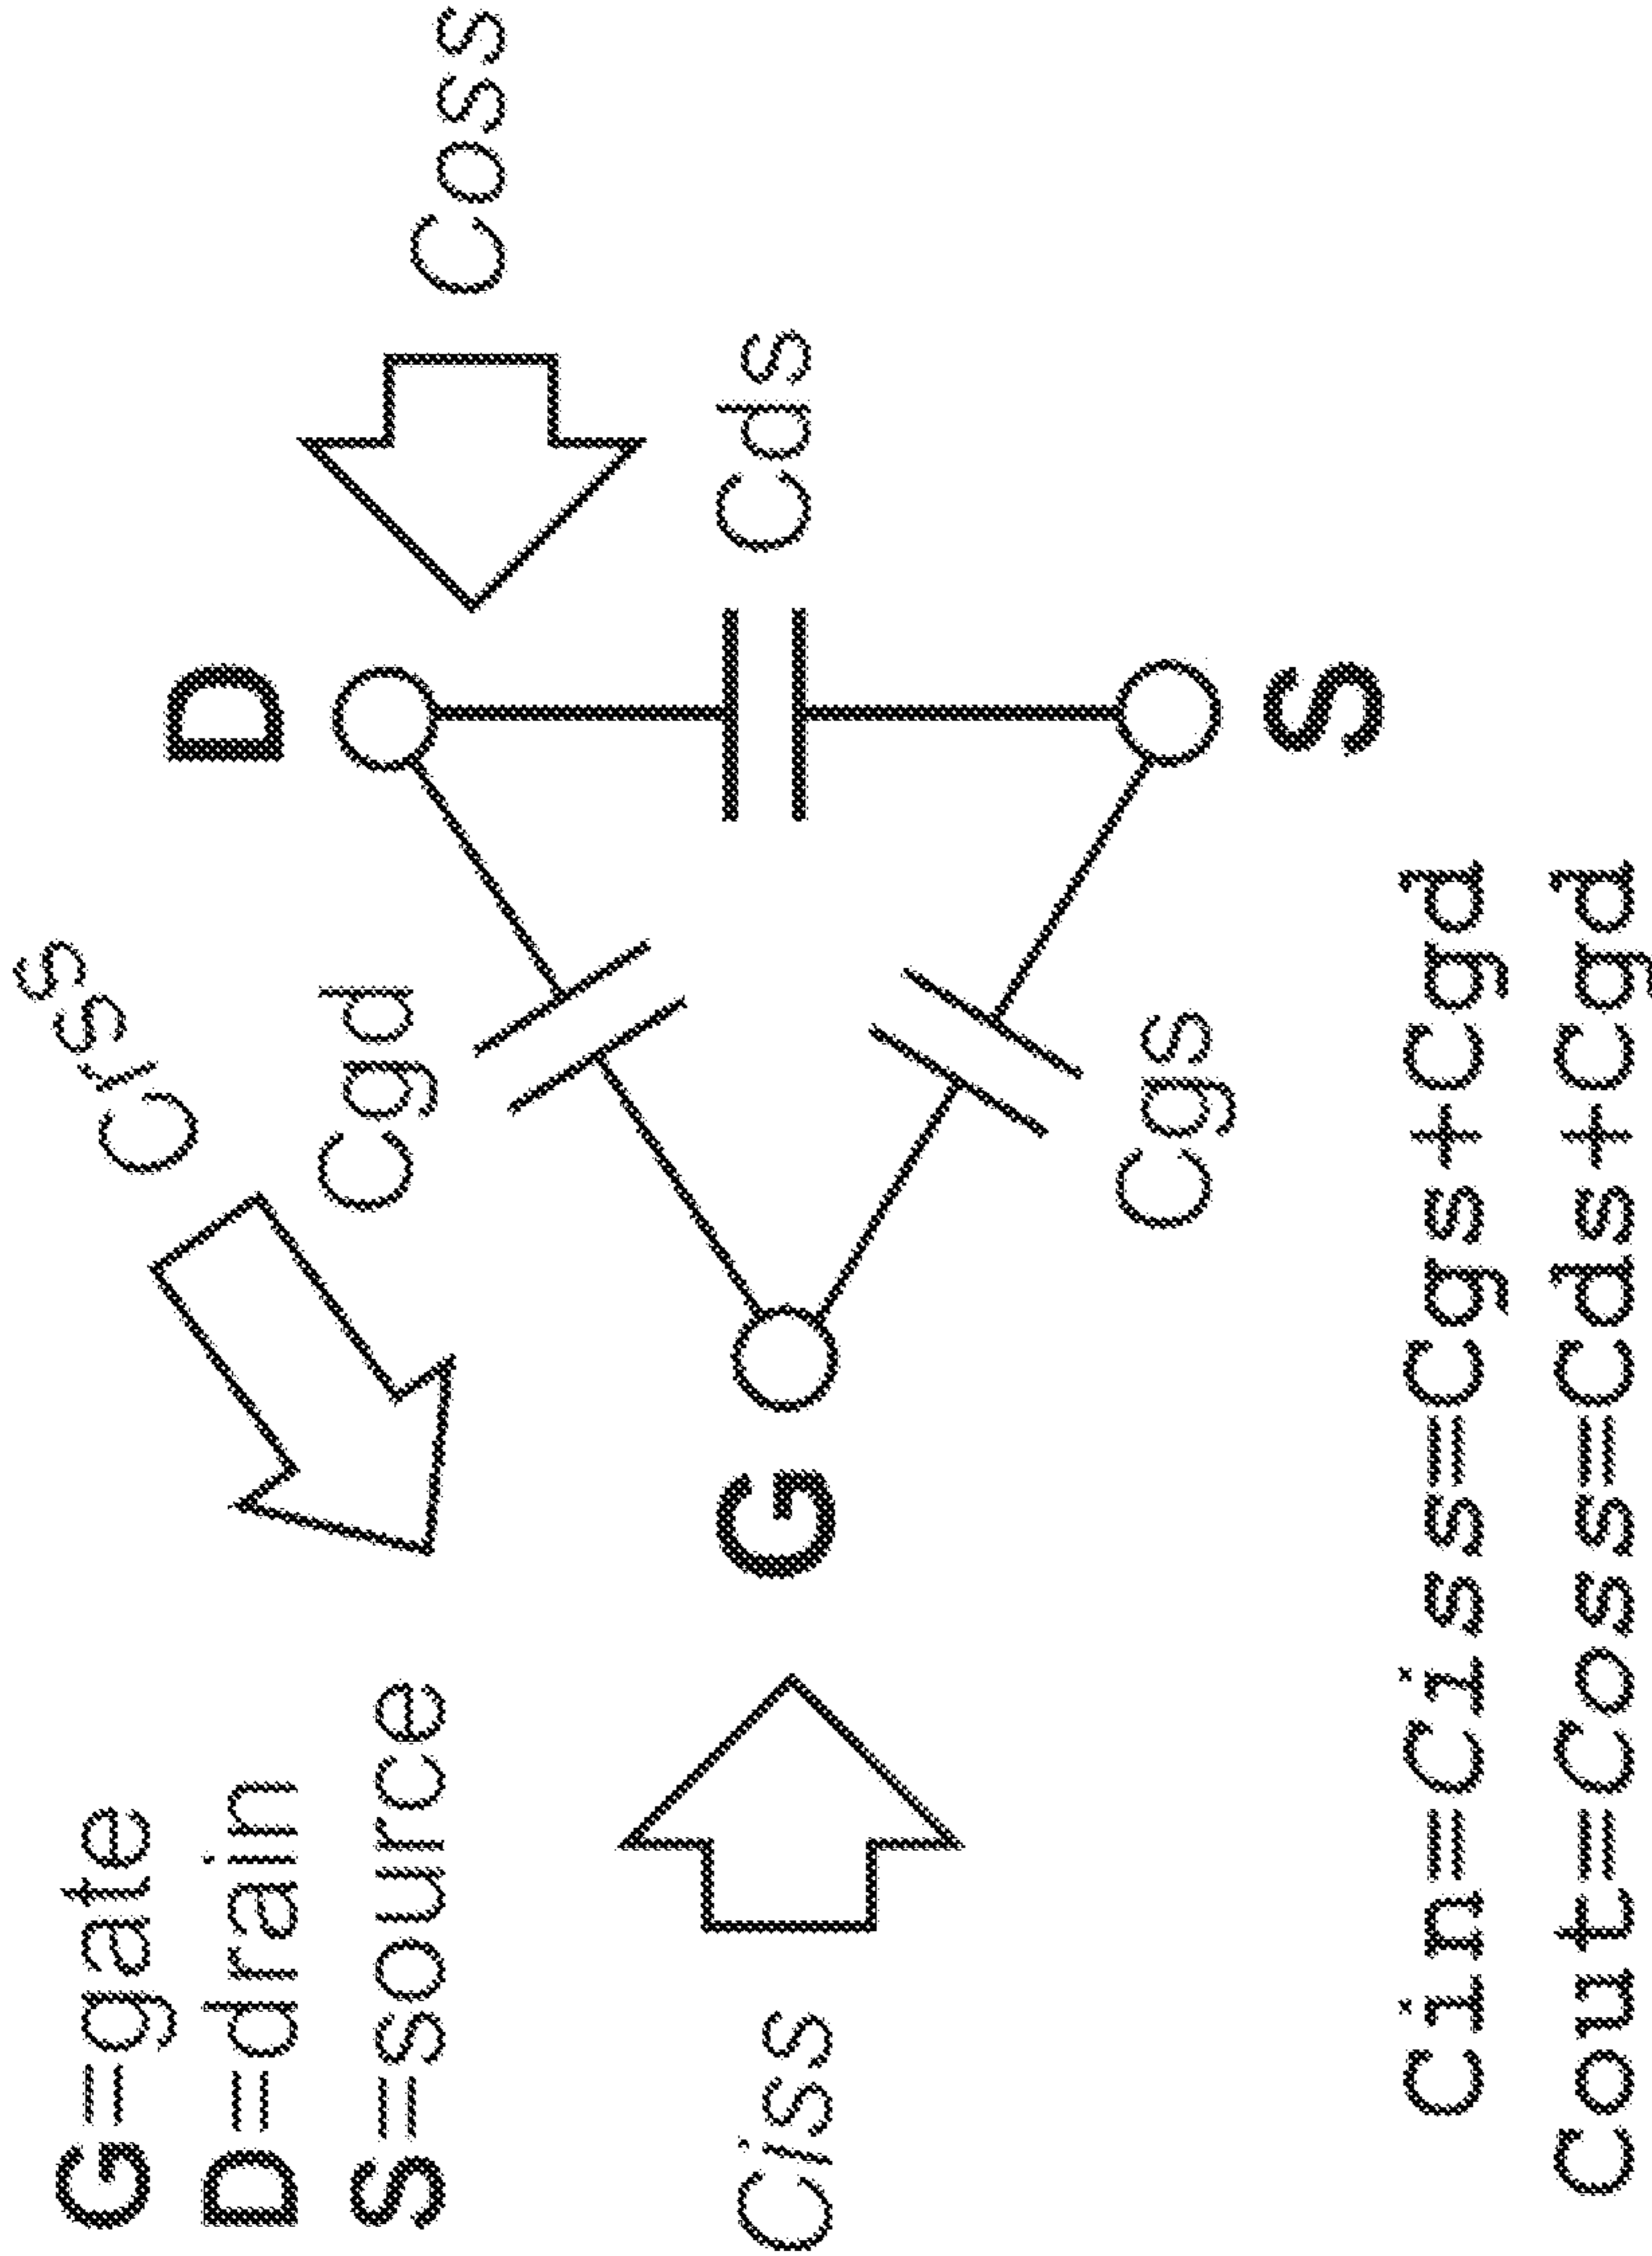 G=gate
D=drain
S=source
Crss
Cgd
D
Coss
Ciss
G
Cds
Cgs
S
Cin=Ciss=Cgs+Cgd
Cout=Coss=Cds+Cgd